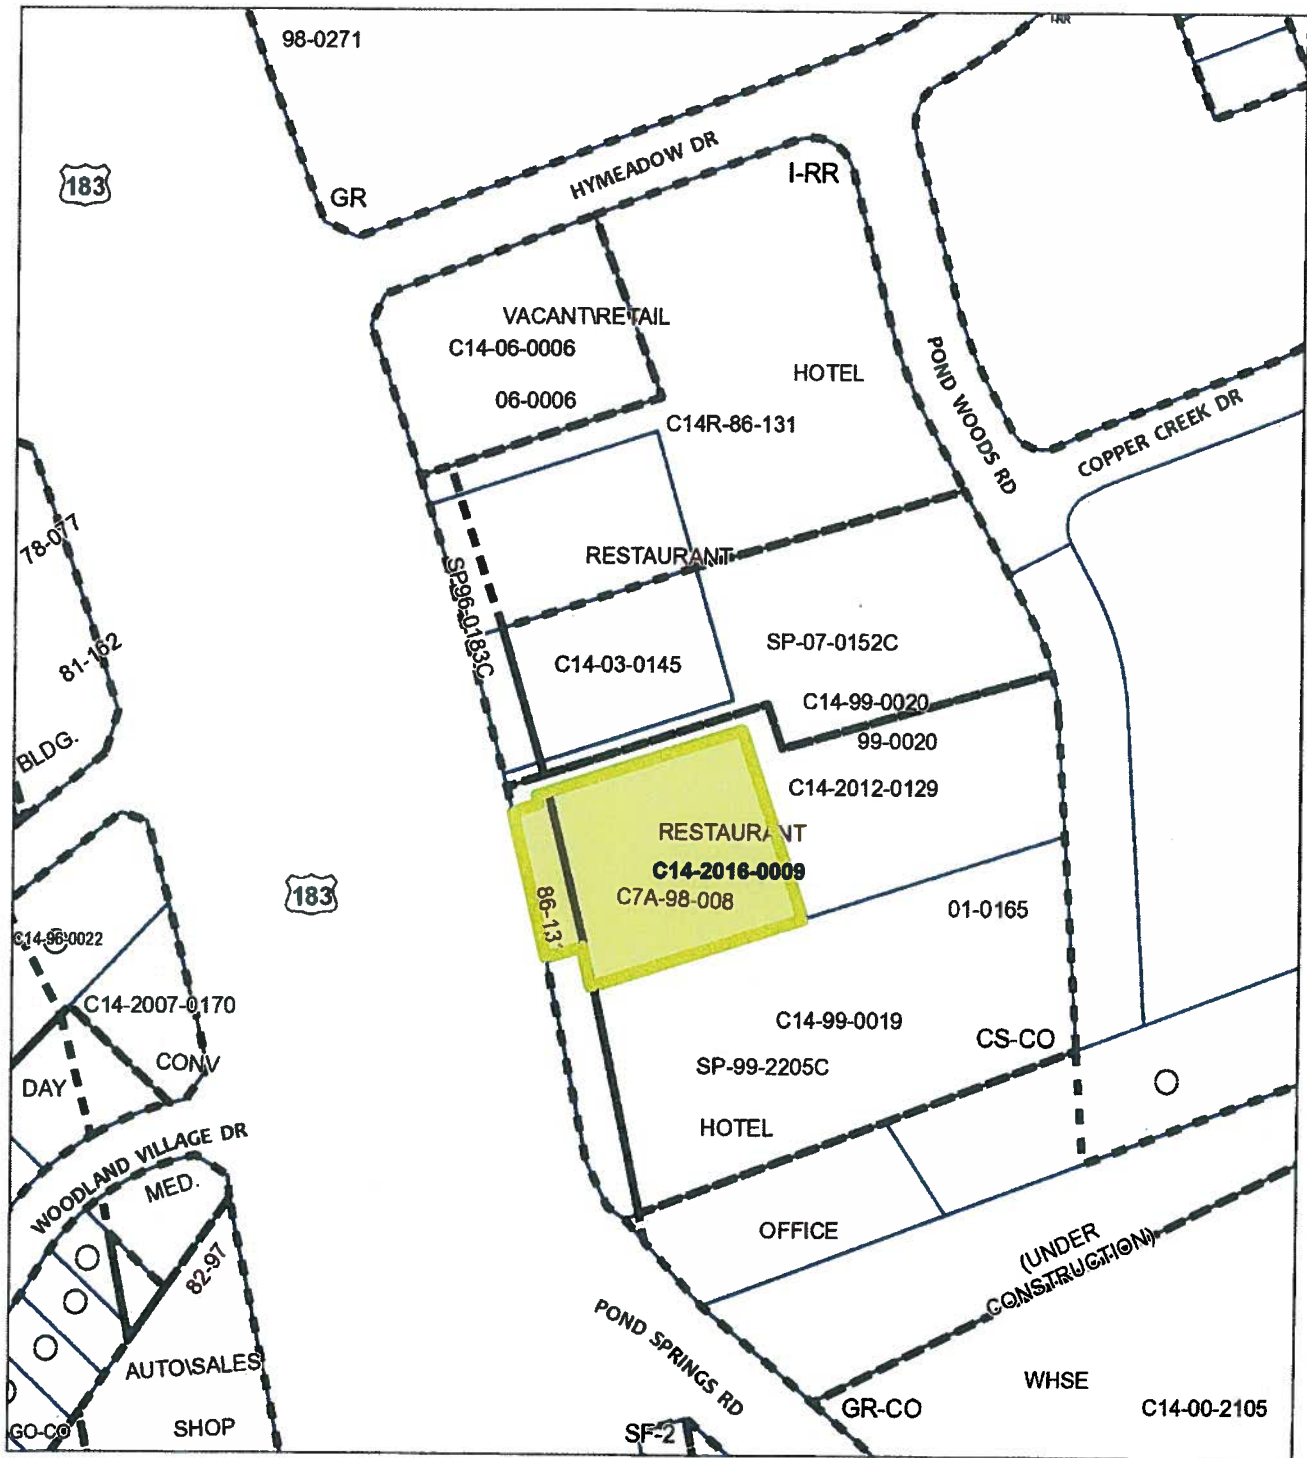 98-0271
I-RR
183
GR
HYMEADOW DR
I-RR
VACANT\RETAIL
C14-06-0006
06-0006
HOTEL
C14R-86-131
POND WOODS RD
COPPER CREEK DR
78-077
81-162
BLDG.
SP96-0183C
RESTAURANT
C14-03-0145
SP-07-0152C
C14-99-0020
99-0020
C14-2012-0129
RESTAURANT
C14-2016-0009
C7A-98-008
86-131
183
01-0165
C14-96-0022
C14-2007-0170
CONV
DAY
C14-99-0019
CS-CO
SP-99-2205C
HOTEL
WOODLAND VILLAGE DR
MED.
82-97
OFFICE
(UNDER
CONSTRUCTION)
POND SPRINGS RD
AUTO\SALES
SHOP
GO-CO
SF-2
GR-CO
WHSE
C14-00-2105